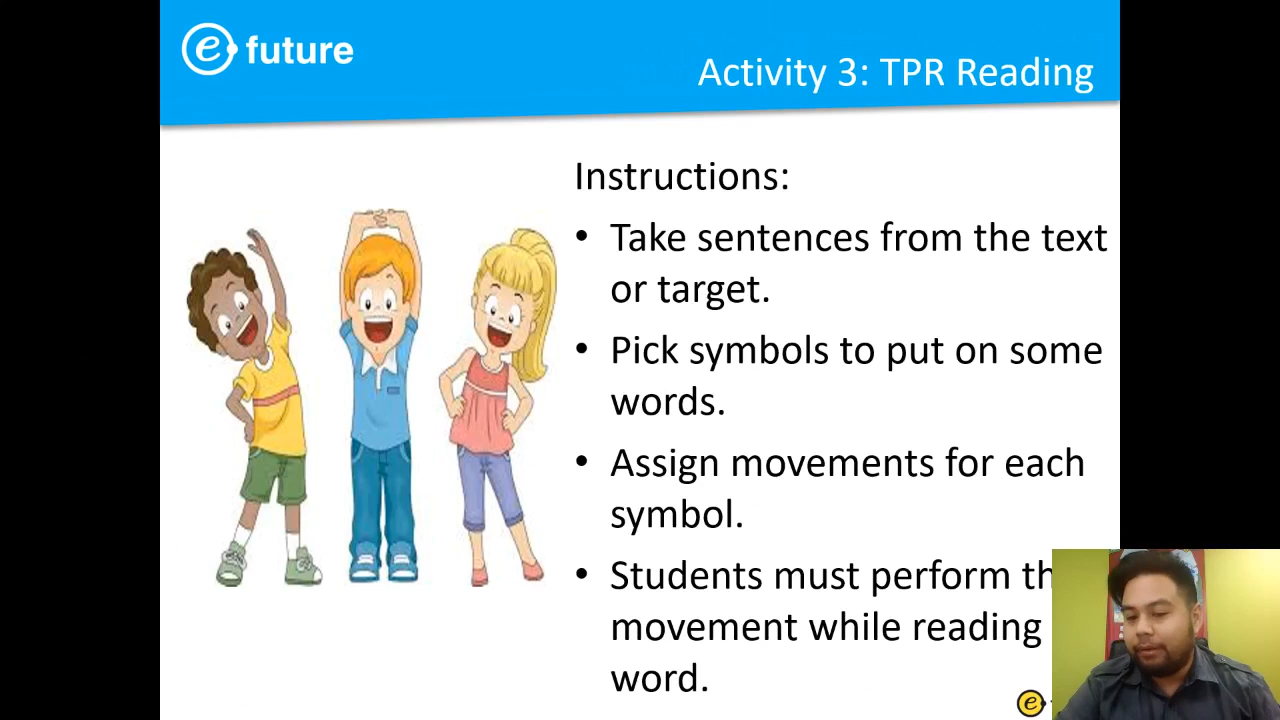 e future
Activity 3: TPR Reading
Instructions:
• Take sentences from the text
or target.
• Pick symbols to put on some
words.
• Assign movements for each
symbol.
• Students must perform
movement while reading
word.
e